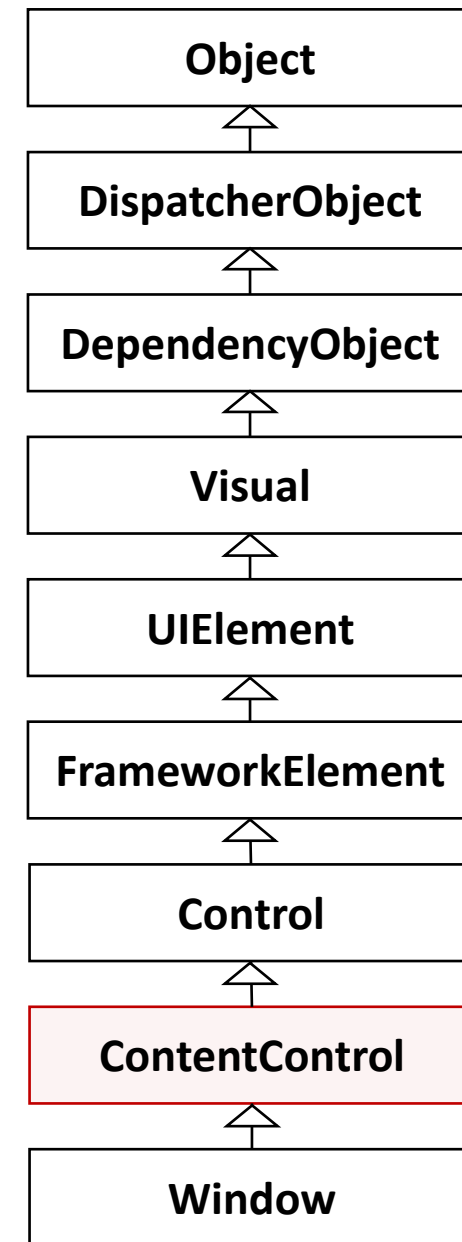 Object
DispatcherObject
DependencyObject
Visual
UIElement
FrameworkElement
Control
ContentControl
Window